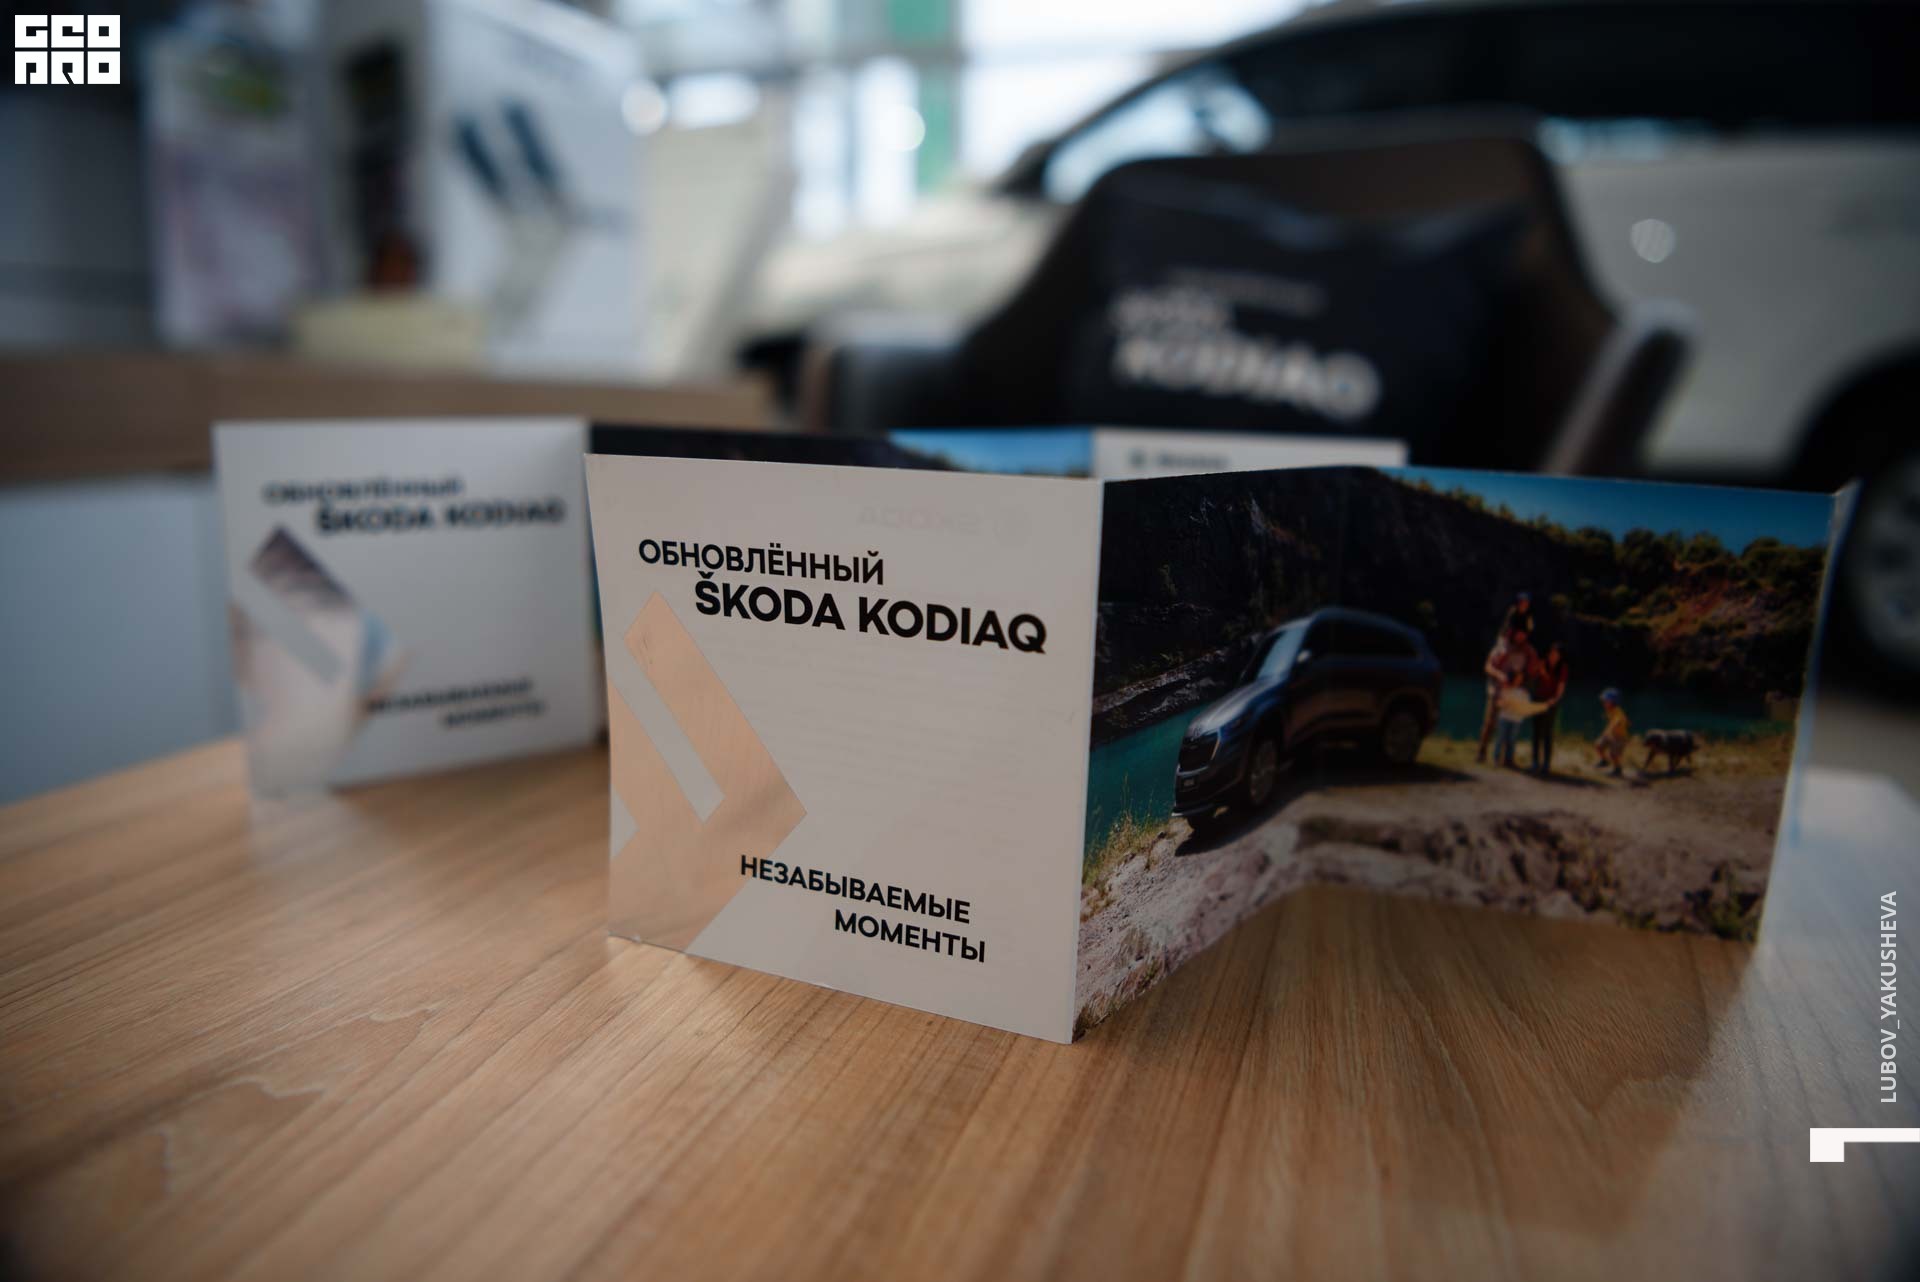 GEO
PRO
ОБНОВЛЁННЫЙ
ŠKODA KODIAQ
НЕЗАБЫВАЕМЫЕ
МОМЕНТЫ
ОБНОВЛЁННЫЙ
ŠKODA KODIAQ
НЕЗАБЫВАЕМЫЕ
МОМЕНТЫ
KODIAQ
LUBOV_YAKUSHEVA